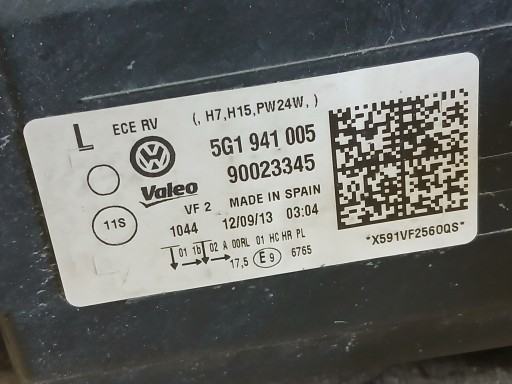 L ECE RV (, H7,H15,PW24W, )
5G1 941 005
Valeo 90023345
VF 2 MADE IN SPAIN
11S 1044 12/09/13 03:04
01 1b 02 A 00RL 01 HC HR PL
17,5 E9 6765
*X591VF2560QS*